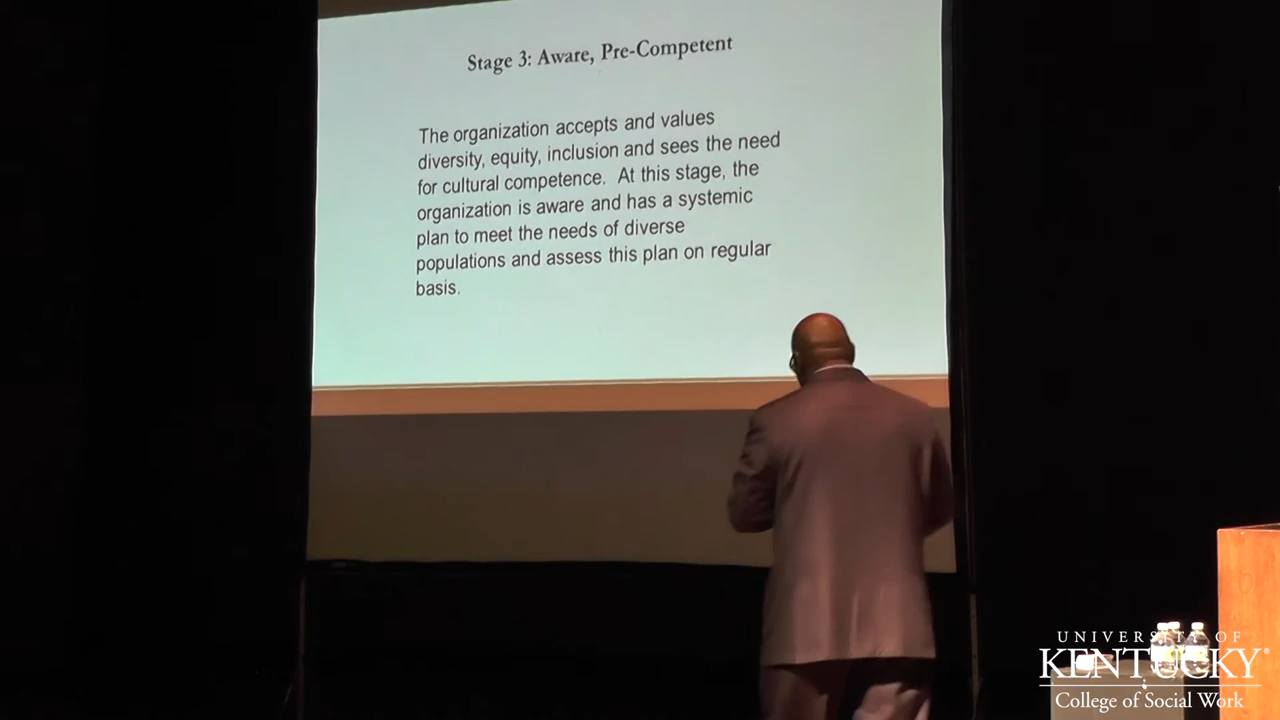 Stage 3: Aware, Pre-Competent
The organization accepts and values
diversity, equity, inclusion and sees the need
for cultural competence.  At this stage, the
organization is aware and has a systemic
plan to meet the needs of diverse
populations and assess this plan on regular
basis.
UNIVERSITY OF
KENTUCKY®
College of Social Work